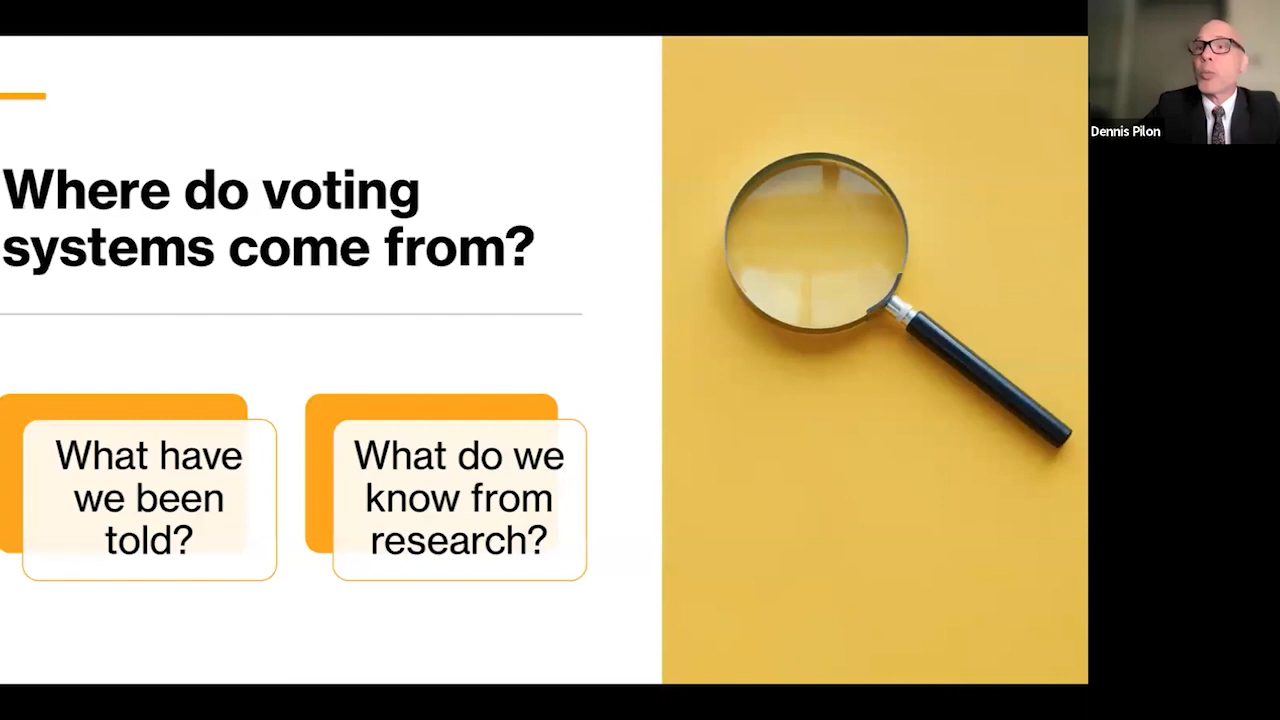 Where do voting
systems come from?
What have
we been
told?
What do we
know from
research?
Dennis Pilon